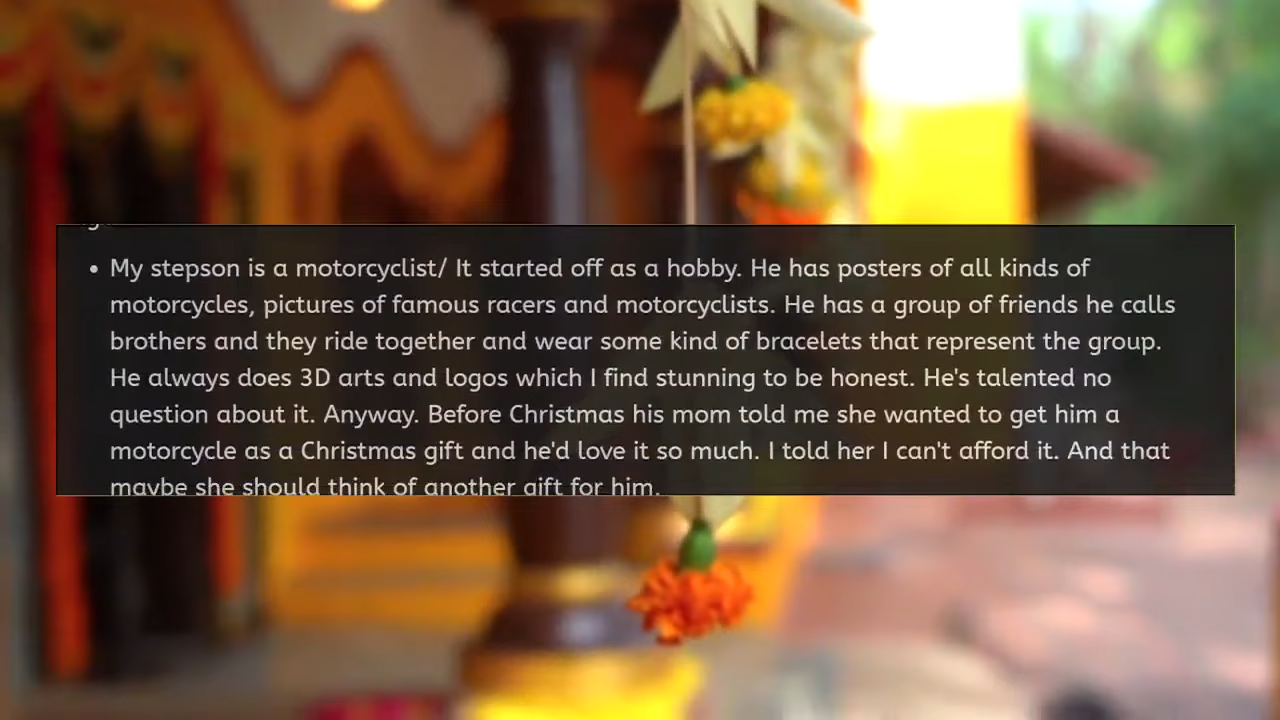 My stepson is a motorcyclist/ It started off as a hobby. He has posters of all kinds of
motorcycles, pictures of famous racers and motorcyclists. He has a group of friends he calls
brothers and they ride together and wear some kind of bracelets that represent the group.
He always does 3D arts and logos which I find stunning to be honest. He's talented no
question about it. Anyway. Before Christmas his mom told me she wanted to get him a
motorcycle as a Christmas gift and he'd love it so much. I told her I can't afford it. And that
maybe she should think of another gift for him.